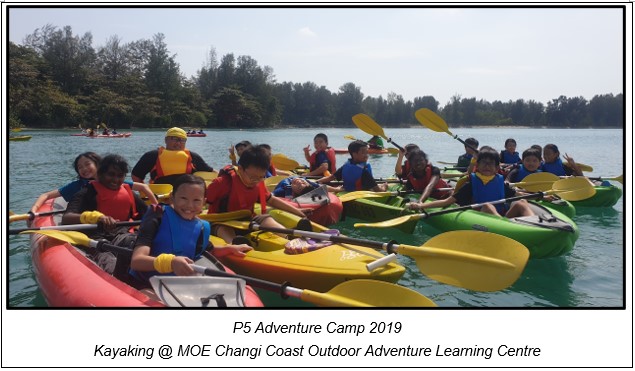 P5 Adventure Camp 2019
Kayaking @ MOE Changi Coast Outdoor Adventure Learning Centre